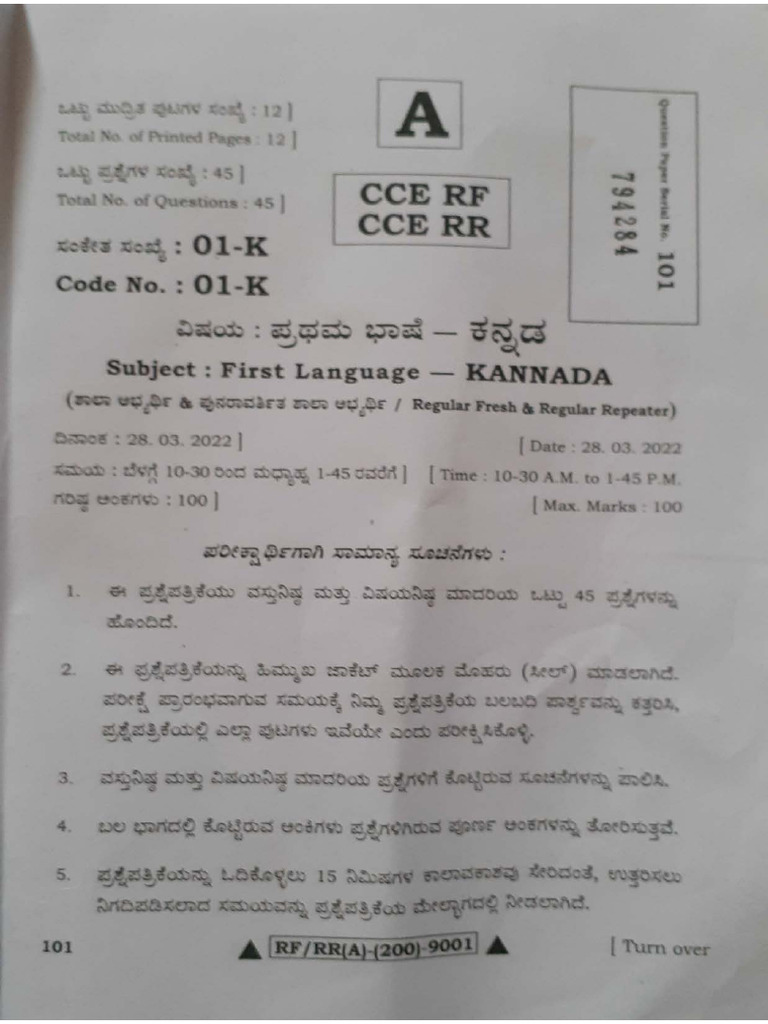 ಒಟ್ಟು ಮುದ್ರಿತ ಪುಟಗಳ ಸಂಖ್ಯೆ : 12 ]
Total No. of Printed Pages : 12 ]
ಒಟ್ಟು ಪ್ರಶ್ನೆಗಳ ಸಂಖ್ಯೆ : 45 ]
Total No. of Questions : 45 ]
ಸಂಕೇತ ಸಂಖ್ಯೆ : 01-K
Code No. : 01-K
A
CCE RF
CCE RR
Question Paper Serial No. 101
794284
ವಿಷಯ : ಪ್ರಥಮ ಭಾಷೆ — ಕನ್ನಡ
Subject : First Language — KANNADA
(ಶಾಲಾ ಅಭ್ಯರ್ಥಿ & ಪುನರಾವರ್ತಿತ ಶಾಲಾ ಅಭ್ಯರ್ಥಿ / Regular Fresh & Regular Repeater)
ದಿನಾಂಕ : 28. 03. 2022 ] [ Date : 28. 03. 2022
ಸಮಯ : ಬೆಳಗ್ಗೆ 10-30 ರಿಂದ ಮಧ್ಯಾಹ್ನ 1-45 ರವರೆಗೆ ] [ Time : 10-30 A.M. to 1-45 P.M.
ಗರಿಷ್ಠ ಅಂಕಗಳು : 100 ] [ Max. Marks : 100
ಪರೀಕ್ಷಾರ್ಥಿಗಾಗಿ ಸಾಮಾನ್ಯ ಸೂಚನೆಗಳು :
1. ಈ ಪ್ರಶ್ನೆಪತ್ರಿಕೆಯು ವಸ್ತುನಿಷ್ಠ ಮತ್ತು ವಿಷಯನಿಷ್ಠ ಮಾದರಿಯ ಒಟ್ಟು 45 ಪ್ರಶ್ನೆಗಳನ್ನು
ಹೊಂದಿದೆ.
2. ಈ ಪ್ರಶ್ನೆಪತ್ರಿಕೆಯನ್ನು ಹಿಮ್ಮುಖ ಜಾಕೆಟ್ ಮೂಲಕ ಮೊಹರು (ಸೀಲ್) ಮಾಡಲಾಗಿದೆ.
ಪರೀಕ್ಷೆ ಪ್ರಾರಂಭವಾಗುವ ಸಮಯಕ್ಕೆ ನಿಮ್ಮ ಪ್ರಶ್ನೆಪತ್ರಿಕೆಯ ಬಲಬದಿ ಪಾರ್ಶ್ವವನ್ನು ಕತ್ತರಿಸಿ,
ಪ್ರಶ್ನೆಪತ್ರಿಕೆಯಲ್ಲಿ ಎಲ್ಲಾ ಪುಟಗಳು ಇವೆಯೇ ಎಂದು ಪರೀಕ್ಷಿಸಿಕೊಳ್ಳಿ.
3. ವಸ್ತುನಿಷ್ಠ ಮತ್ತು ವಿಷಯನಿಷ್ಠ ಮಾದರಿಯ ಪ್ರಶ್ನೆಗಳಿಗೆ ಕೊಟ್ಟಿರುವ ಸೂಚನೆಗಳನ್ನು ಪಾಲಿಸಿ.
4. ಬಲ ಭಾಗದಲ್ಲಿ ಕೊಟ್ಟಿರುವ ಅಂಕಿಗಳು ಪ್ರಶ್ನೆಗಳಿಗಿರುವ ಪೂರ್ಣ ಅಂಕಗಳನ್ನು ತೋರಿಸುತ್ತವೆ.
5. ಪ್ರಶ್ನೆಪತ್ರಿಕೆಯನ್ನು ಓದಿಕೊಳ್ಳಲು 15 ನಿಮಿಷಗಳ ಕಾಲಾವಕಾಶವು ಸೇರಿದಂತೆ, ಉತ್ತರಿಸಲು
ನಿಗದಿಪಡಿಸಲಾದ ಸಮಯವನ್ನು ಪ್ರಶ್ನೆಪತ್ರಿಕೆಯ ಮೇಲ್ಭಾಗದಲ್ಲಿ ನೀಡಲಾಗಿದೆ.
101 ▲ RF/RR(A)-(200)-9001 ▲ [ Turn over